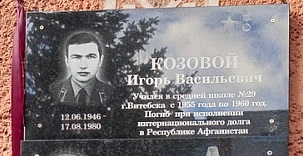 КОЗОВОЙ
Игорь Васильевич
Учился в средней школе №29
г.Витебска с 1955 года по 1960 год.
Погиб при исполнении
интернационального долга
в Республике Афганистан
12.06.1946
17.08.1980